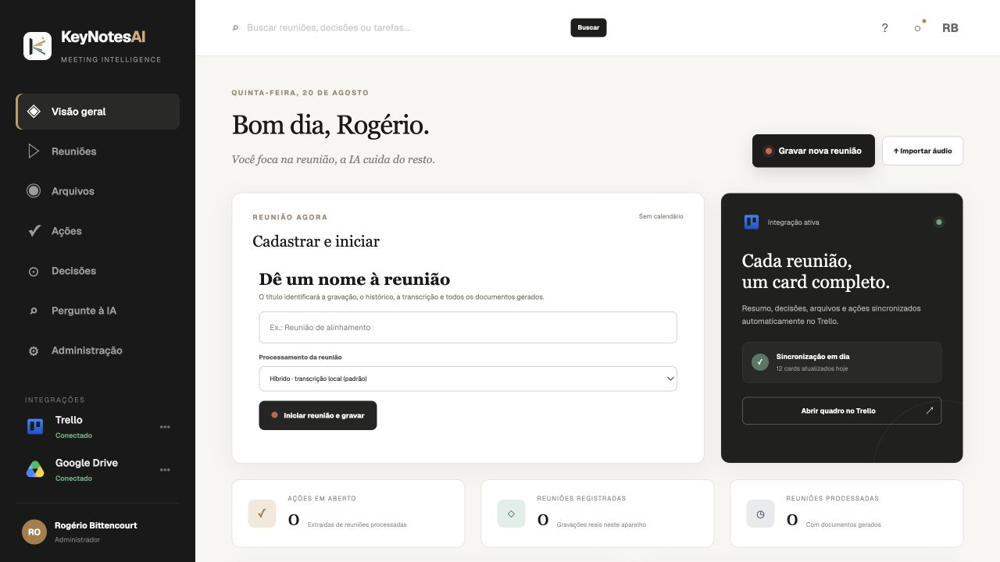 KeyNotesAI
MEETING INTELLIGENCE
Visão geral
Reuniões
Arquivos
Ações
Decisões
Pergunte à IA
Administração
INTEGRAÇÕES
Trello
Conectado
Google Drive
Conectado
RO
Rogério Bittencourt
Administrador
Buscar reuniões, decisões ou tarefas...
Buscar
?
RB
QUINTA-FEIRA, 20 DE AGOSTO
Bom dia, Rogério.
Você foca na reunião, a IA cuida do resto.
Gravar nova reunião
↑ Importar áudio
REUNIÃO AGORA
Sem calendário
Cadastrar e iniciar
Dê um nome à reunião
O título identificará a gravação, o histórico, a transcrição e todos os documentos gerados.
Ex.: Reunião de alinhamento
Processamento da reunião
Híbrido · transcrição local (padrão)
Iniciar reunião e gravar
Integração ativa
Cada reunião,
um card completo.
Resumo, decisões, arquivos e ações sincronizados
automaticamente no Trello.
Sincronização em dia
12 cards atualizados hoje
Abrir quadro no Trello
AÇÕES EM ABERTO
0 Extraídas de reuniões processadas
REUNIÕES REGISTRADAS
0 Gravações reais neste aparelho
REUNIÕES PROCESSADAS
0 Com documentos gerados